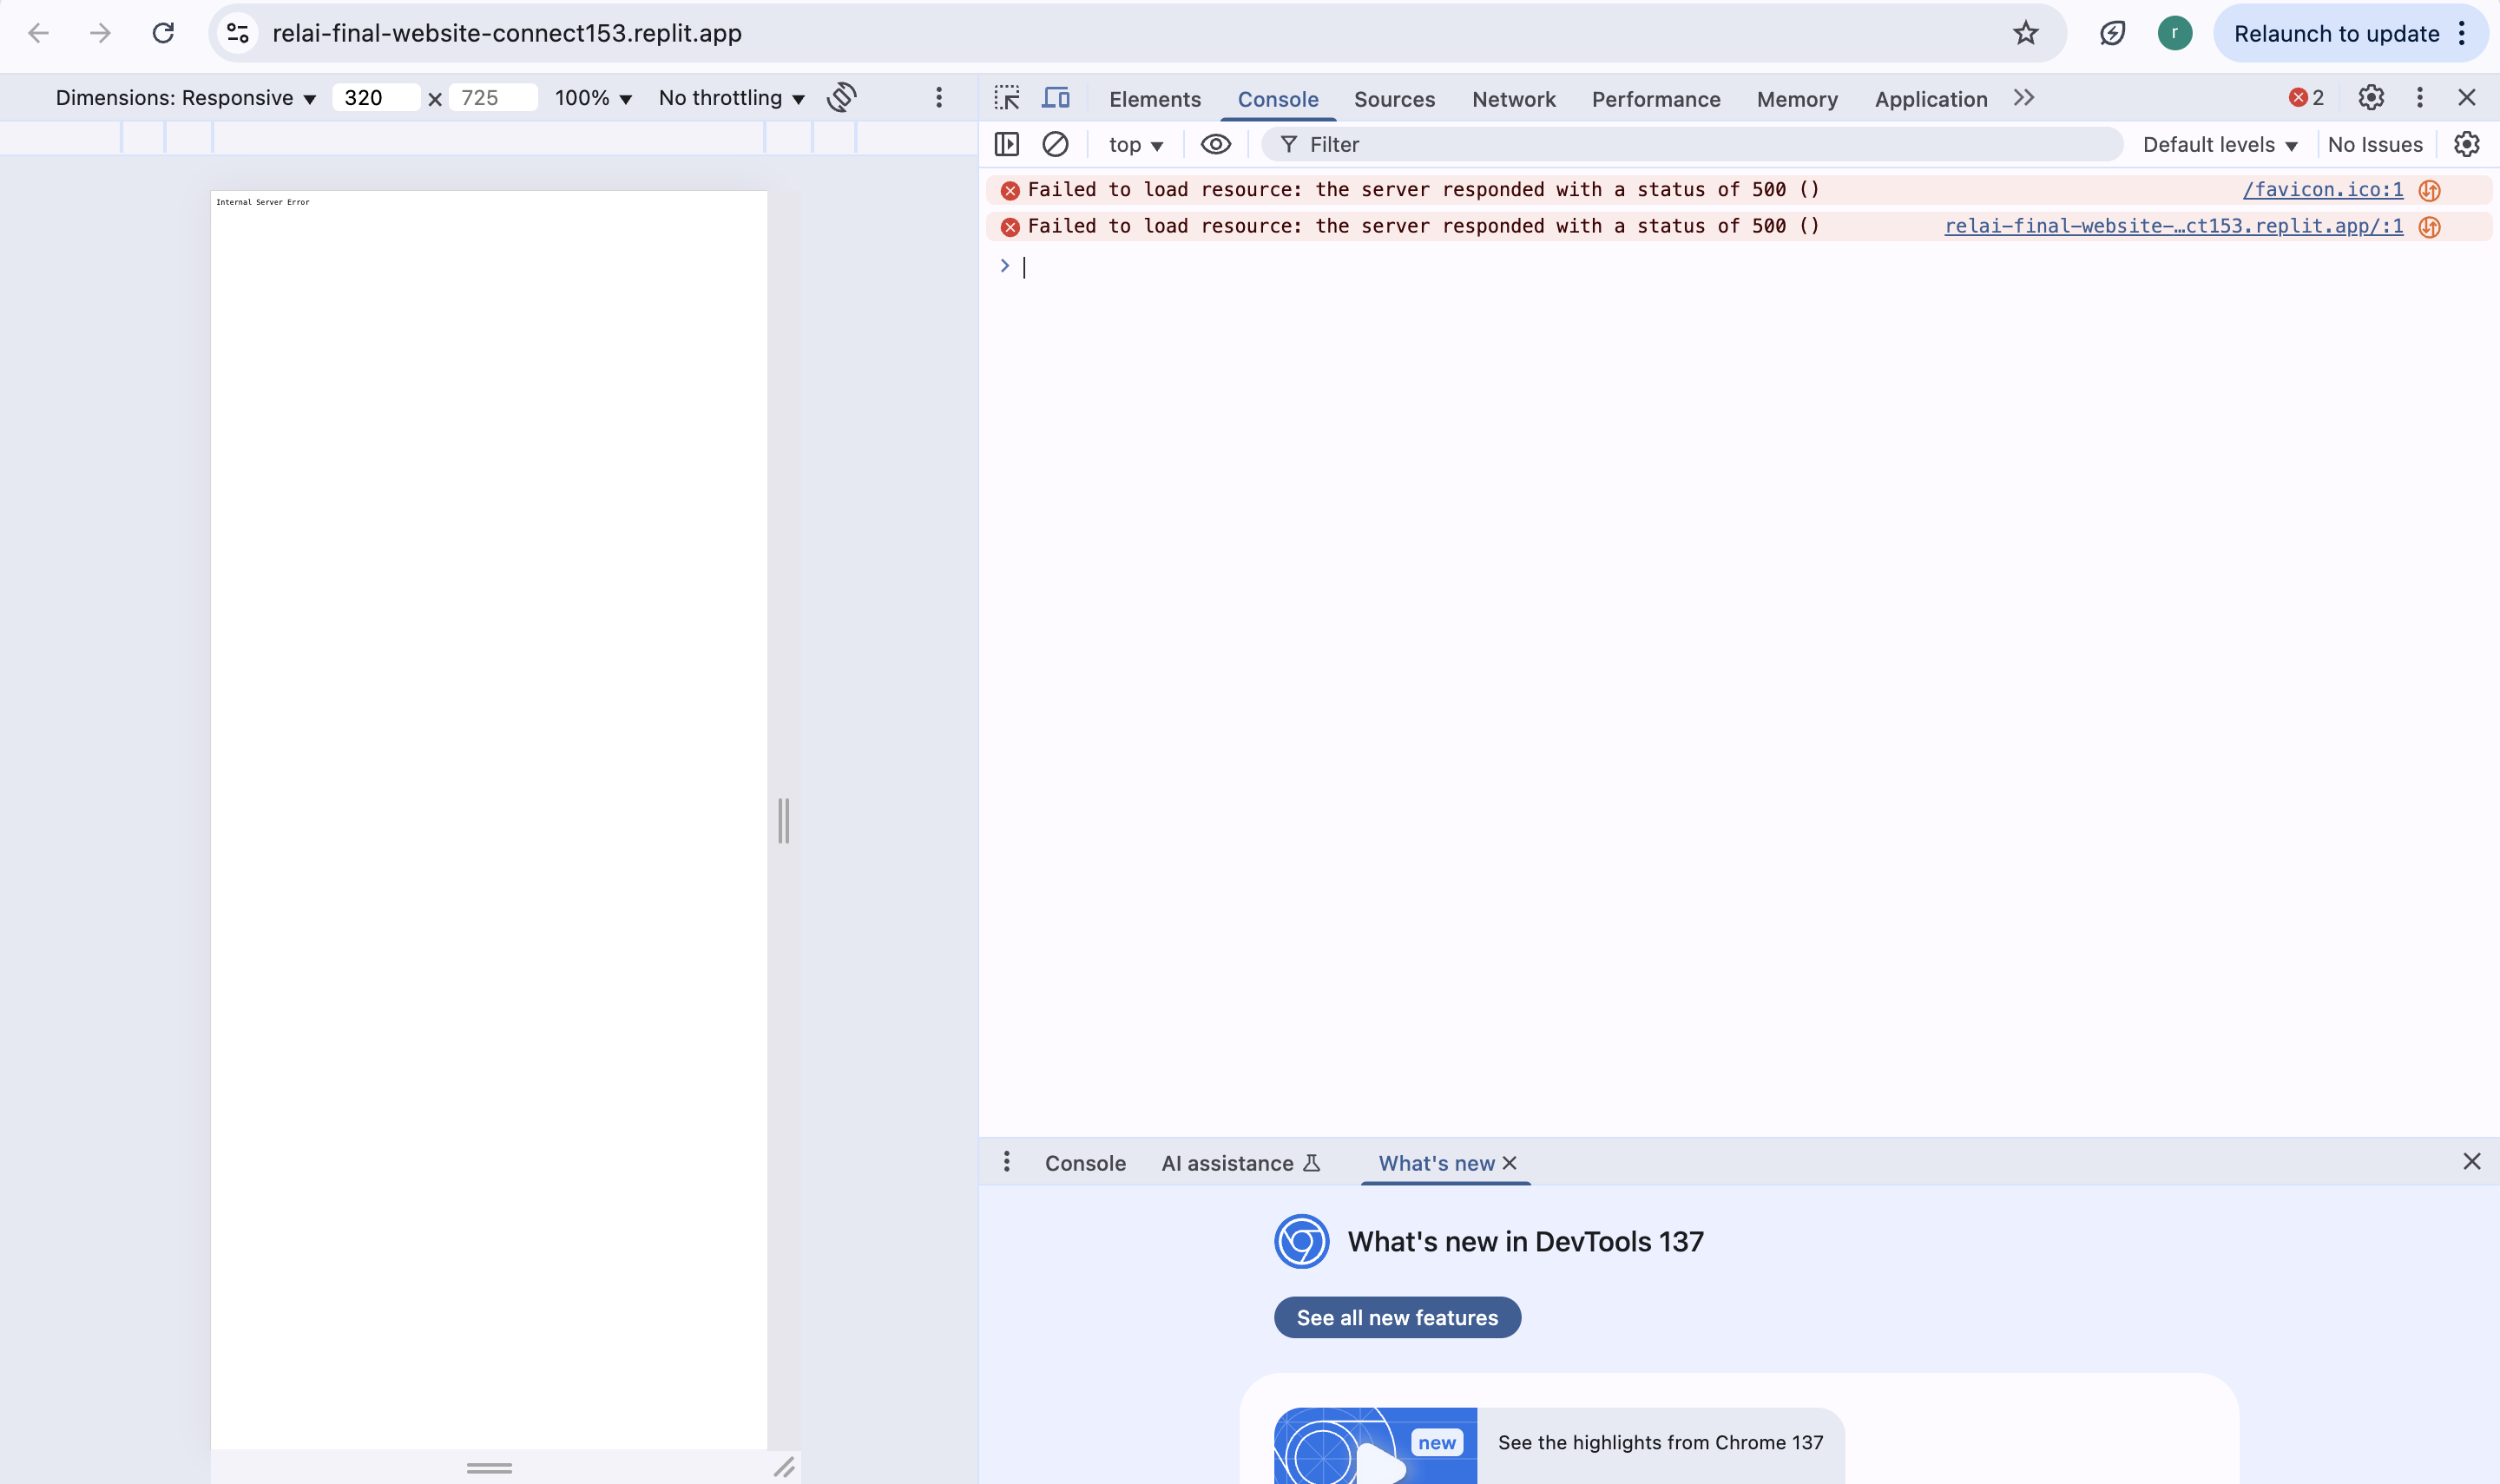 relai-final-website-connect153.replit.app
r
Relaunch to update
Dimensions: Responsive
320
x
725
100%
No throttling
Elements
Console
Sources
Network
Performance
Memory
Application
2
top
Filter
Default levels
No Issues
Internal Server Error
Failed to load resource: the server responded with a status of 500 ()
/favicon.ico:1
Failed to load resource: the server responded with a status of 500 ()
relai-final-website-…ct153.replit.app/:1
Console
AI assistance
What's new
What's new in DevTools 137
See all new features
new
See the highlights from Chrome 137